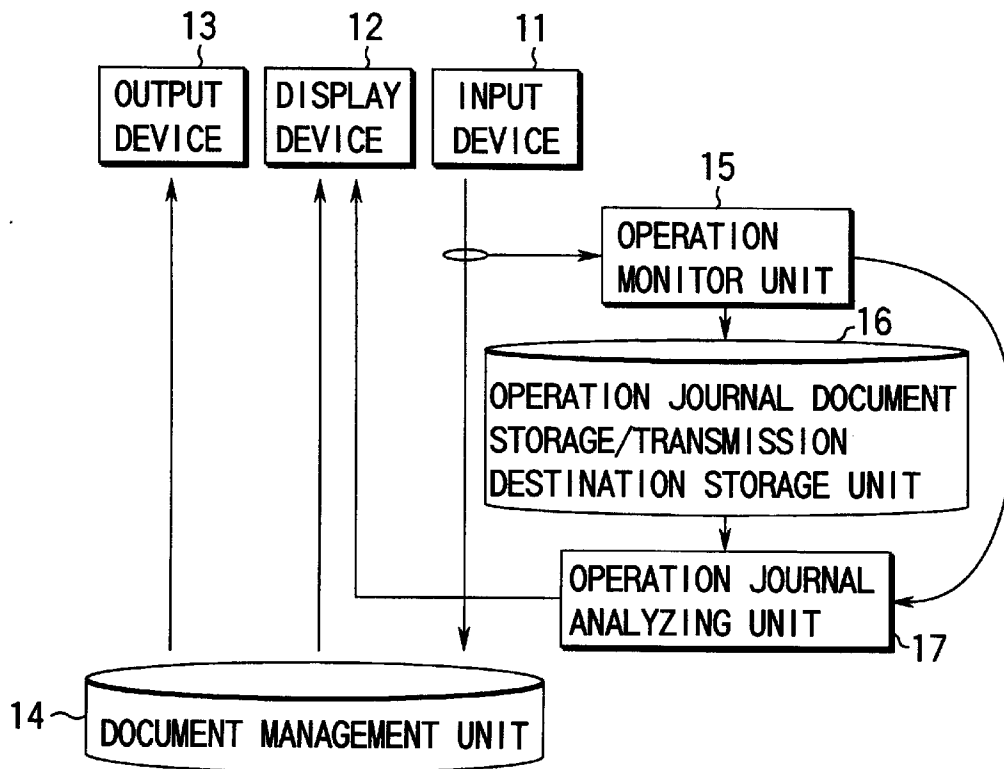 13
12
11
OUTPUT
DEVICE
DISPLAY
DEVICE
INPUT
DEVICE
15
OPERATION
MONITOR UNIT
16
OPERATION JOURNAL DOCUMENT
STORAGE/TRANSMISSION
DESTINATION STORAGE UNIT
OPERATION JOURNAL
ANALYZING UNIT
17
14
DOCUMENT MANAGEMENT UNIT